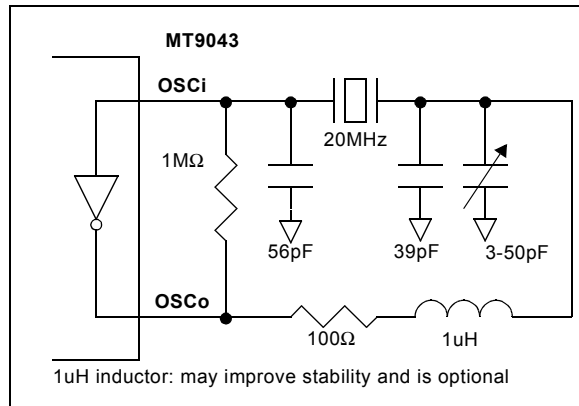 MT9043
OSCi
20MHz
1MΩ
56pF
39pF
3-50pF
OSCo
100Ω
1uH
1uH inductor: may improve stability and is optional